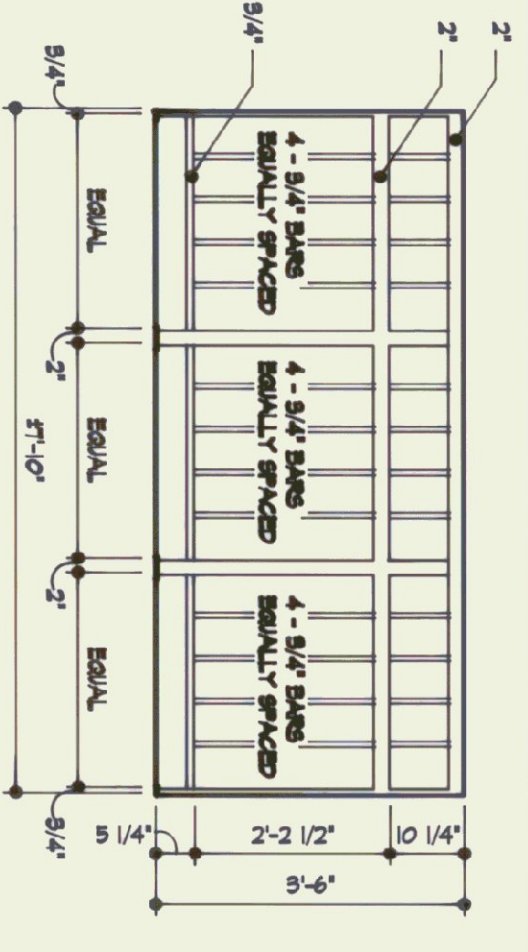 3/4"
2"
2"
3/4"
4 - 3/4" BARS
EQUALLY SPACED
EQUAL
2"
4 - 3/4" BARS
EQUALLY SPACED
EQUAL
±7'-10"
2"
4 - 3/4" BARS
EQUALLY SPACED
EQUAL
3/4"
5 1/4"
2'-2 1/2"
10 1/4"
3'-6"